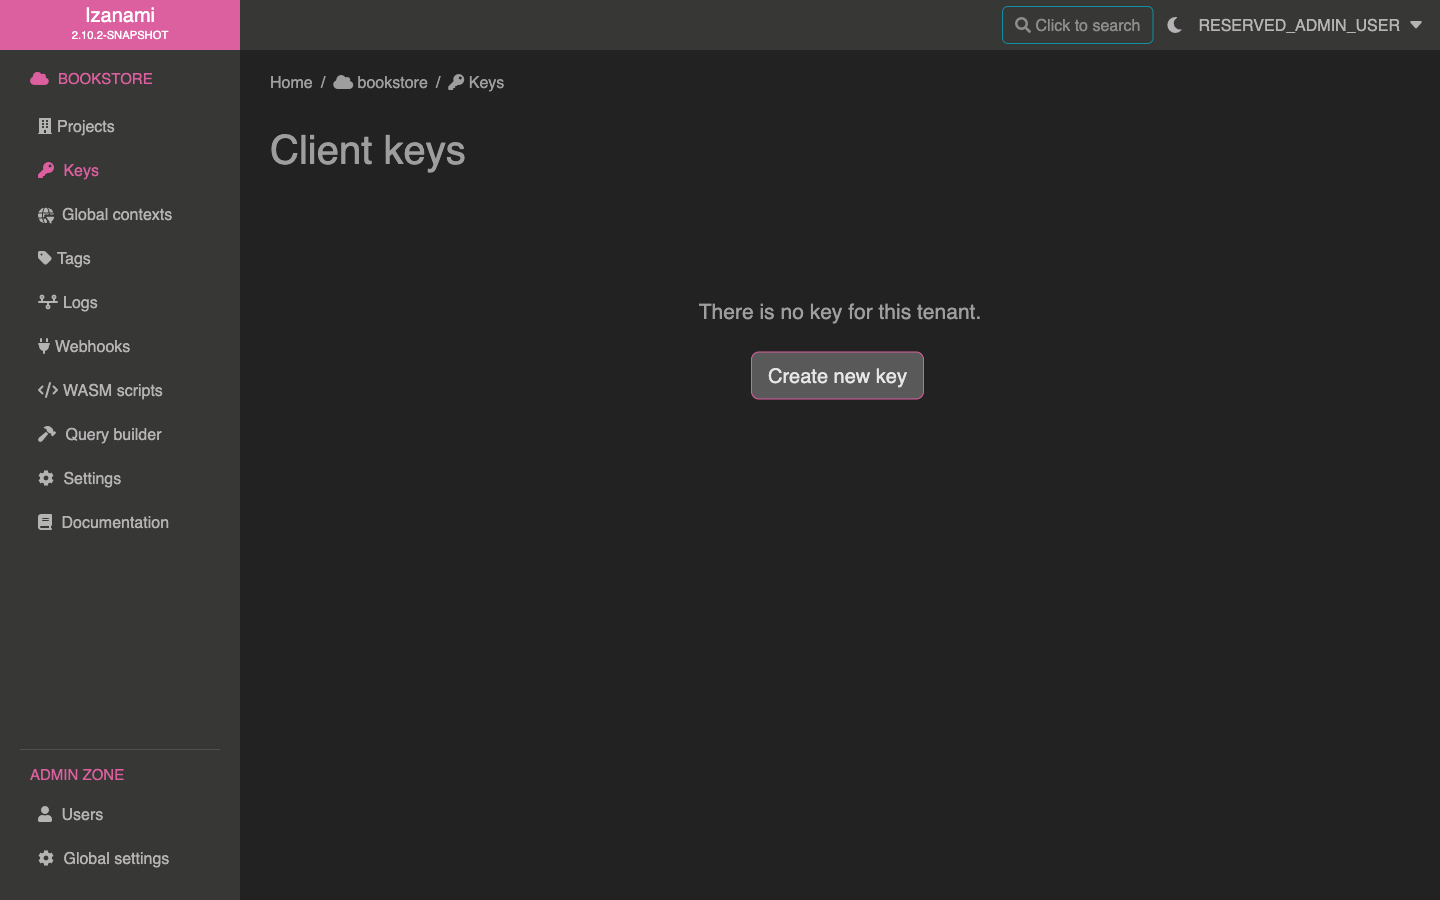 Izanami
2.10.2-SNAPSHOT
Click to search
RESERVED_ADMIN_USER
BOOKSTORE
Projects
Keys
Global contexts
Tags
Logs
Webhooks
WASM scripts
Query builder
Settings
Documentation
ADMIN ZONE
Users
Global settings
Home / bookstore / Keys
Client keys
There is no key for this tenant.
Create new key